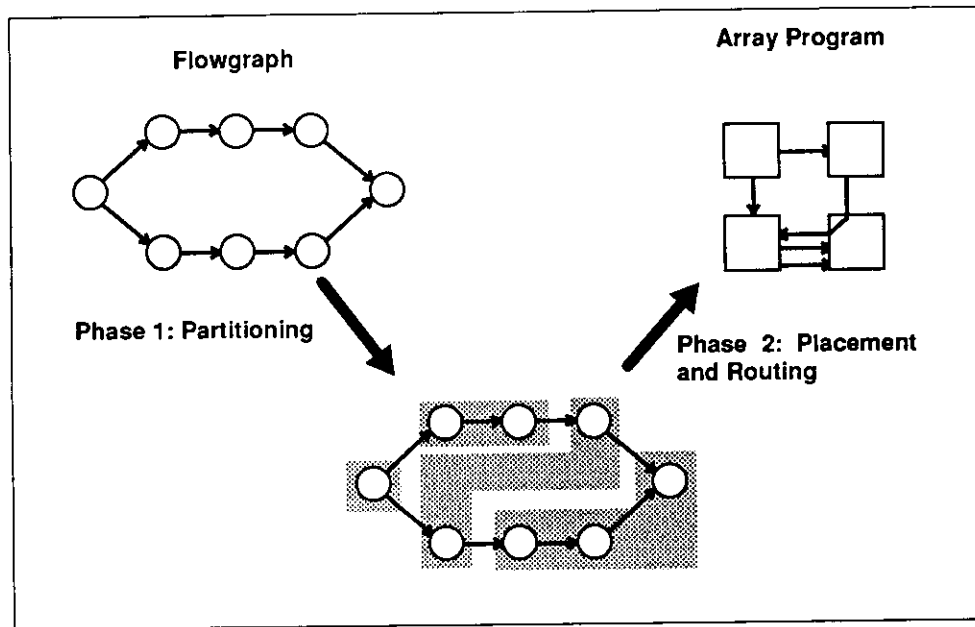 Flowgraph
Array Program
Phase 1: Partitioning
Phase 2: Placement
and Routing